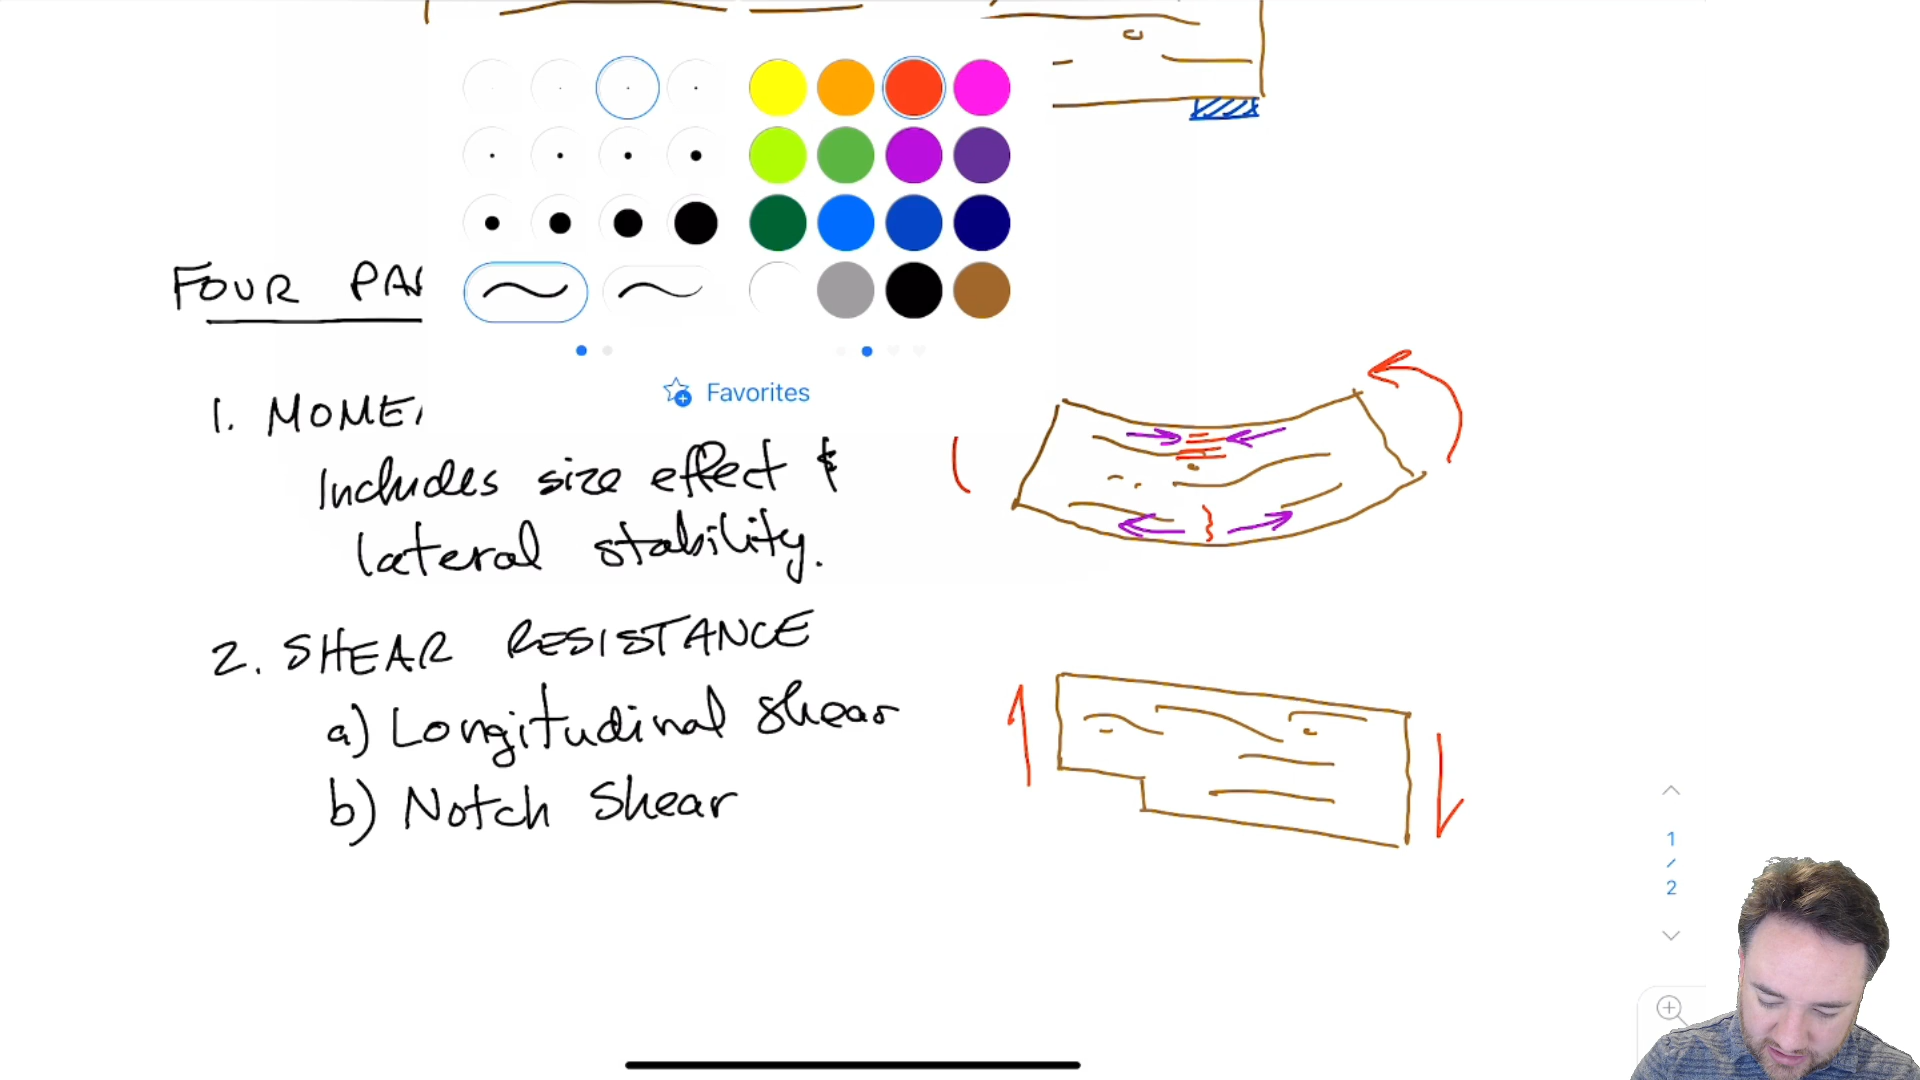 FOUR PA
Favorites
1. MOME
Includes size effect &
lateral stability.
2. SHEAR RESISTANCE
a) Longitudinal shear
b) Notch Shear
1
/
2